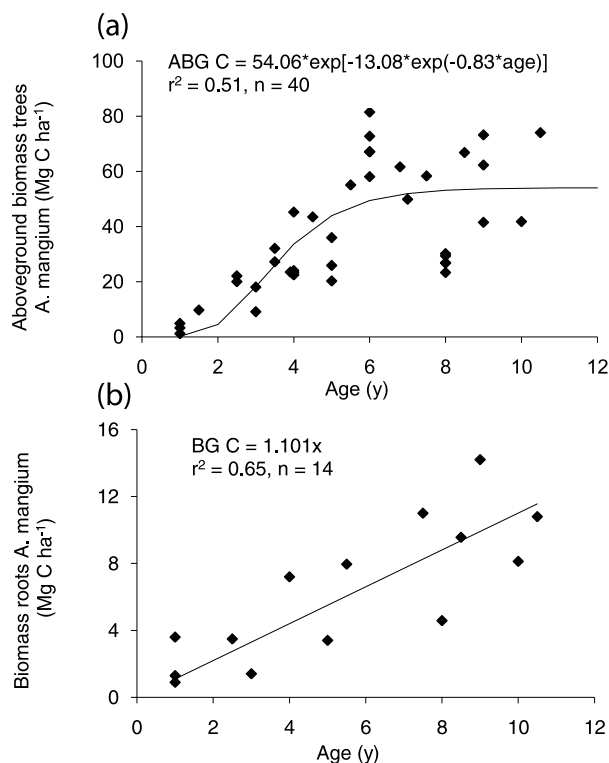 (a)
ABG C = 54.06*exp[-13.08*exp(-0.83*age)]
r² = 0.51, n = 40
Aboveground biomass trees
A. mangium (Mg C ha⁻¹)
100
80
60
40
20
0
0 2 4 6 8 10 12
Age (y)
(b)
BG C = 1.101x
r² = 0.65, n = 14
Biomass roots A. mangium
(Mg C ha⁻¹)
16
12
8
4
0
0 2 4 6 8 10 12
Age (y)